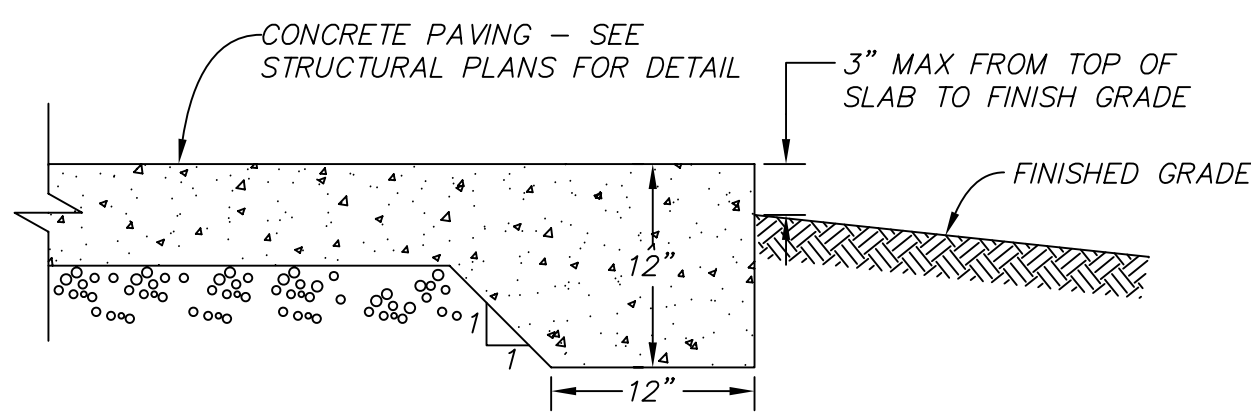 CONCRETE PAVING – SEE
STRUCTURAL PLANS FOR DETAIL
3" MAX FROM TOP OF
SLAB TO FINISH GRADE
FINISHED GRADE
12"
1
1
12"